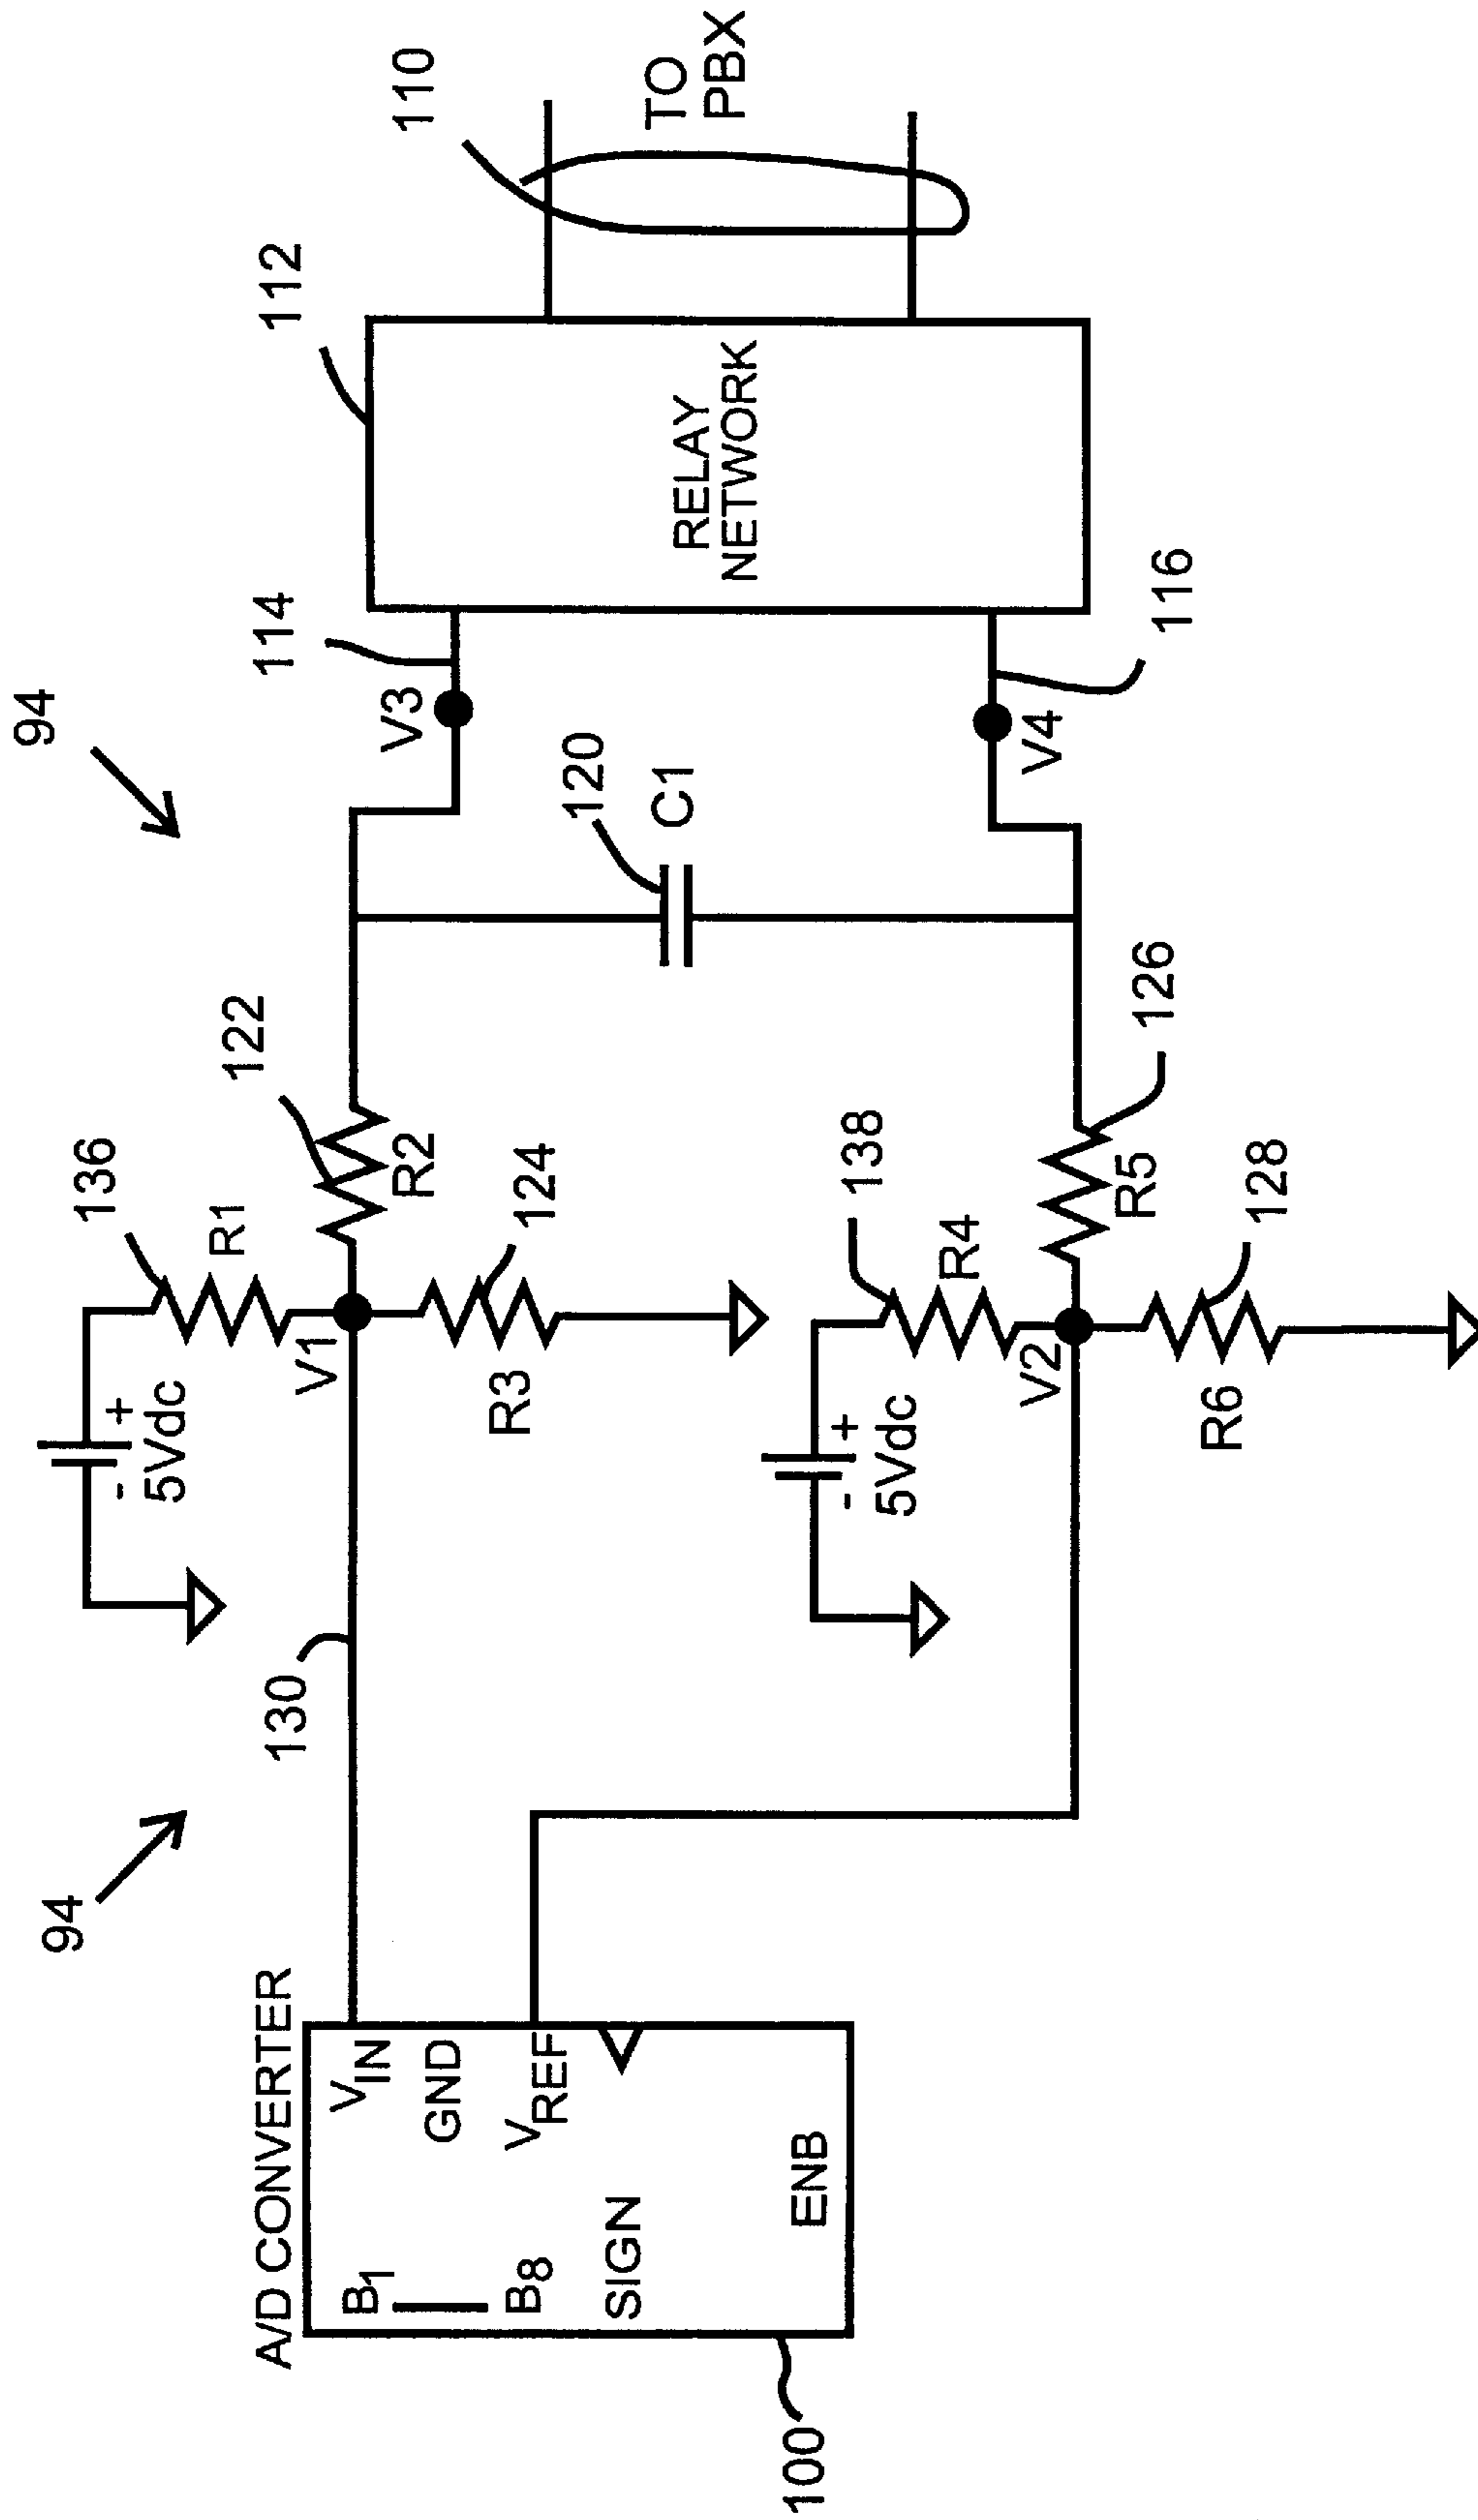 94
94
110
112
114
116
TO
PBX
RELAY
NETWORK
V3
V4
120
C1
122
R2
136
R1
- +
5Vdc
V1
124
R3
130
138
R4
- +
5Vdc
V2
126
R5
128
R6
A/D CONVERTER
VIN
GND
VREF
B1
B8
SIGN
ENB
100